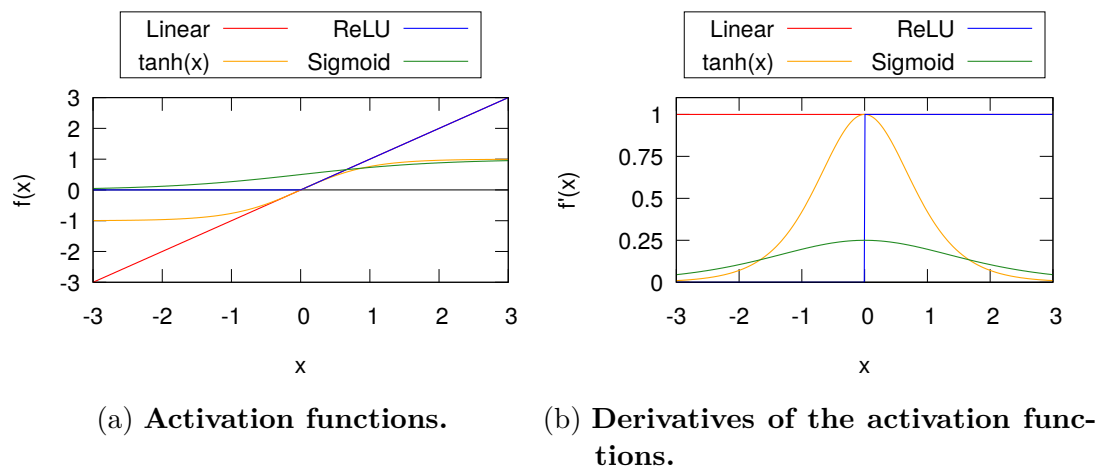 Linear ReLU
tanh(x) Sigmoid
3
2
1
0
-1
-2
-3
f(x)
-3 -2 -1 0 1 2 3
x
(a) Activation functions.
Linear ReLU
tanh(x) Sigmoid
1
0.75
0.5
0.25
0
f'(x)
-3 -2 -1 0 1 2 3
x
(b) Derivatives of the activation func-
tions.